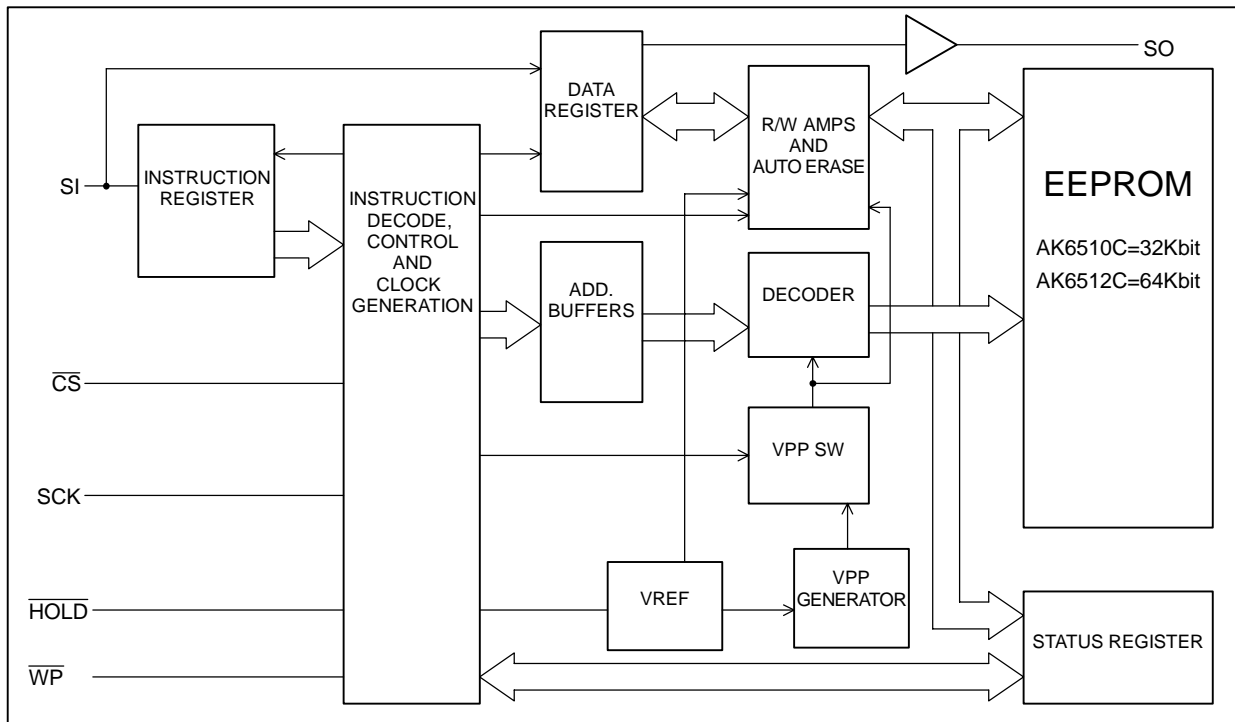 SO
DATA
REGISTER
R/W AMPS
AND
AUTO ERASE
EEPROM
AK6510C=32Kbit
AK6512C=64Kbit
SI
INSTRUCTION
REGISTER
INSTRUCTION
DECODE,
CONTROL
AND
CLOCK
GENERATION
ADD.
BUFFERS
DECODER
CS
VPP SW
SCK
VREF
VPP
GENERATOR
HOLD
STATUS REGISTER
WP